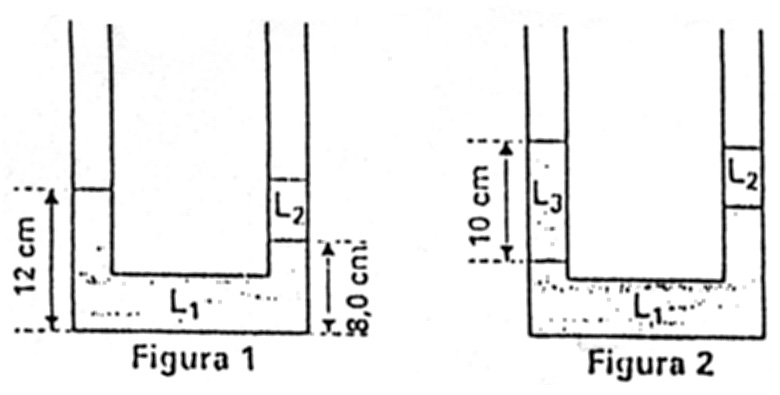 12 cm
L₁
L₂
8,0 cm
Figura 1
10 cm
L₃
L₂
L₁
Figura 2